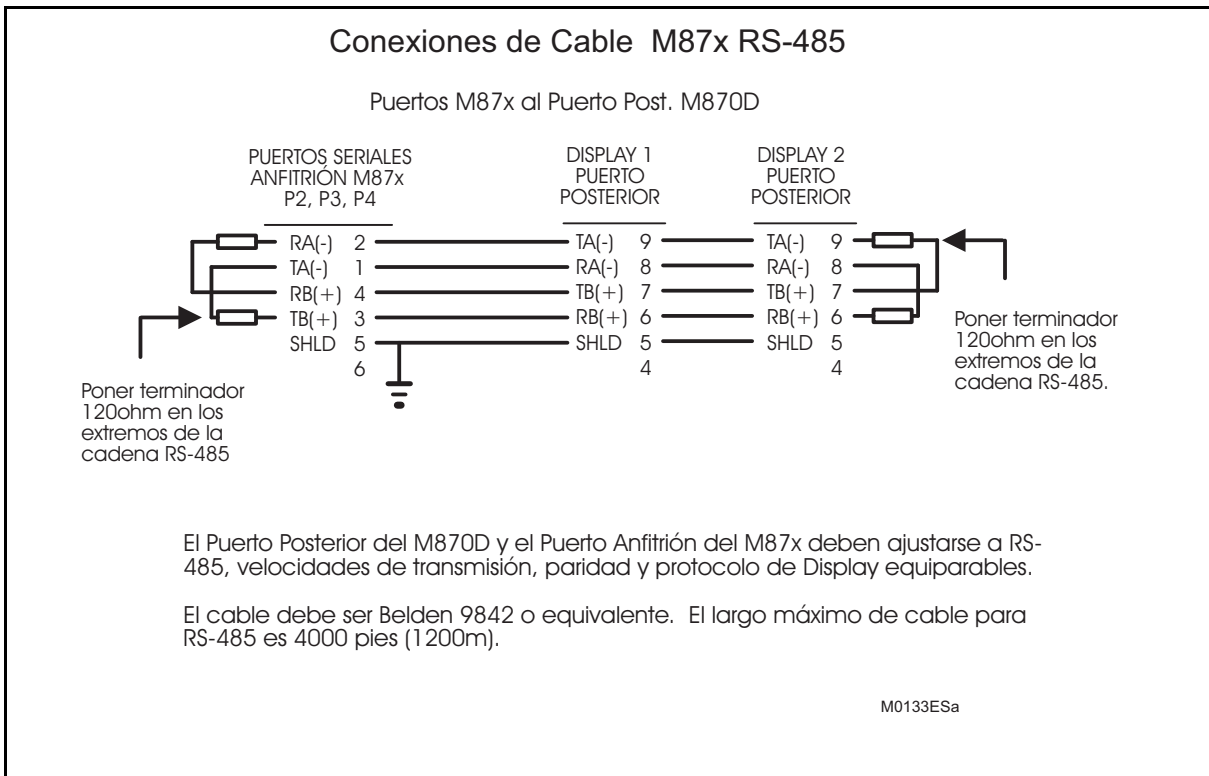 Conexiones de Cable M87x RS-485
Puertos M87x al Puerto Post. M870D
PUERTOS SERIALES
ANFITRIÓN M87x
P2, P3, P4
DISPLAY 1
PUERTO
POSTERIOR
DISPLAY 2
PUERTO
POSTERIOR
RA(-) 2 TA(-) 9 TA(-) 9
TA(-) 1 RA(-) 8 RA(-) 8
RB(+) 4 TB(+) 7 TB(+) 7
TB(+) 3 RB(+) 6 RB(+) 6
SHLD 5 SHLD 5 SHLD 5
6 4 4
Poner terminador
120ohm en los
extremos de la
cadena RS-485
Poner terminador
120ohm en los
extremos de la
cadena RS-485.
El Puerto Posterior del M870D y el Puerto Anfitrión del M87x deben ajustarse a RS-
485, velocidades de transmisión, paridad y protocolo de Display equiparables.
El cable debe ser Belden 9842 o equivalente. El largo máximo de cable para
RS-485 es 4000 pies (1200m).
M0133ESa